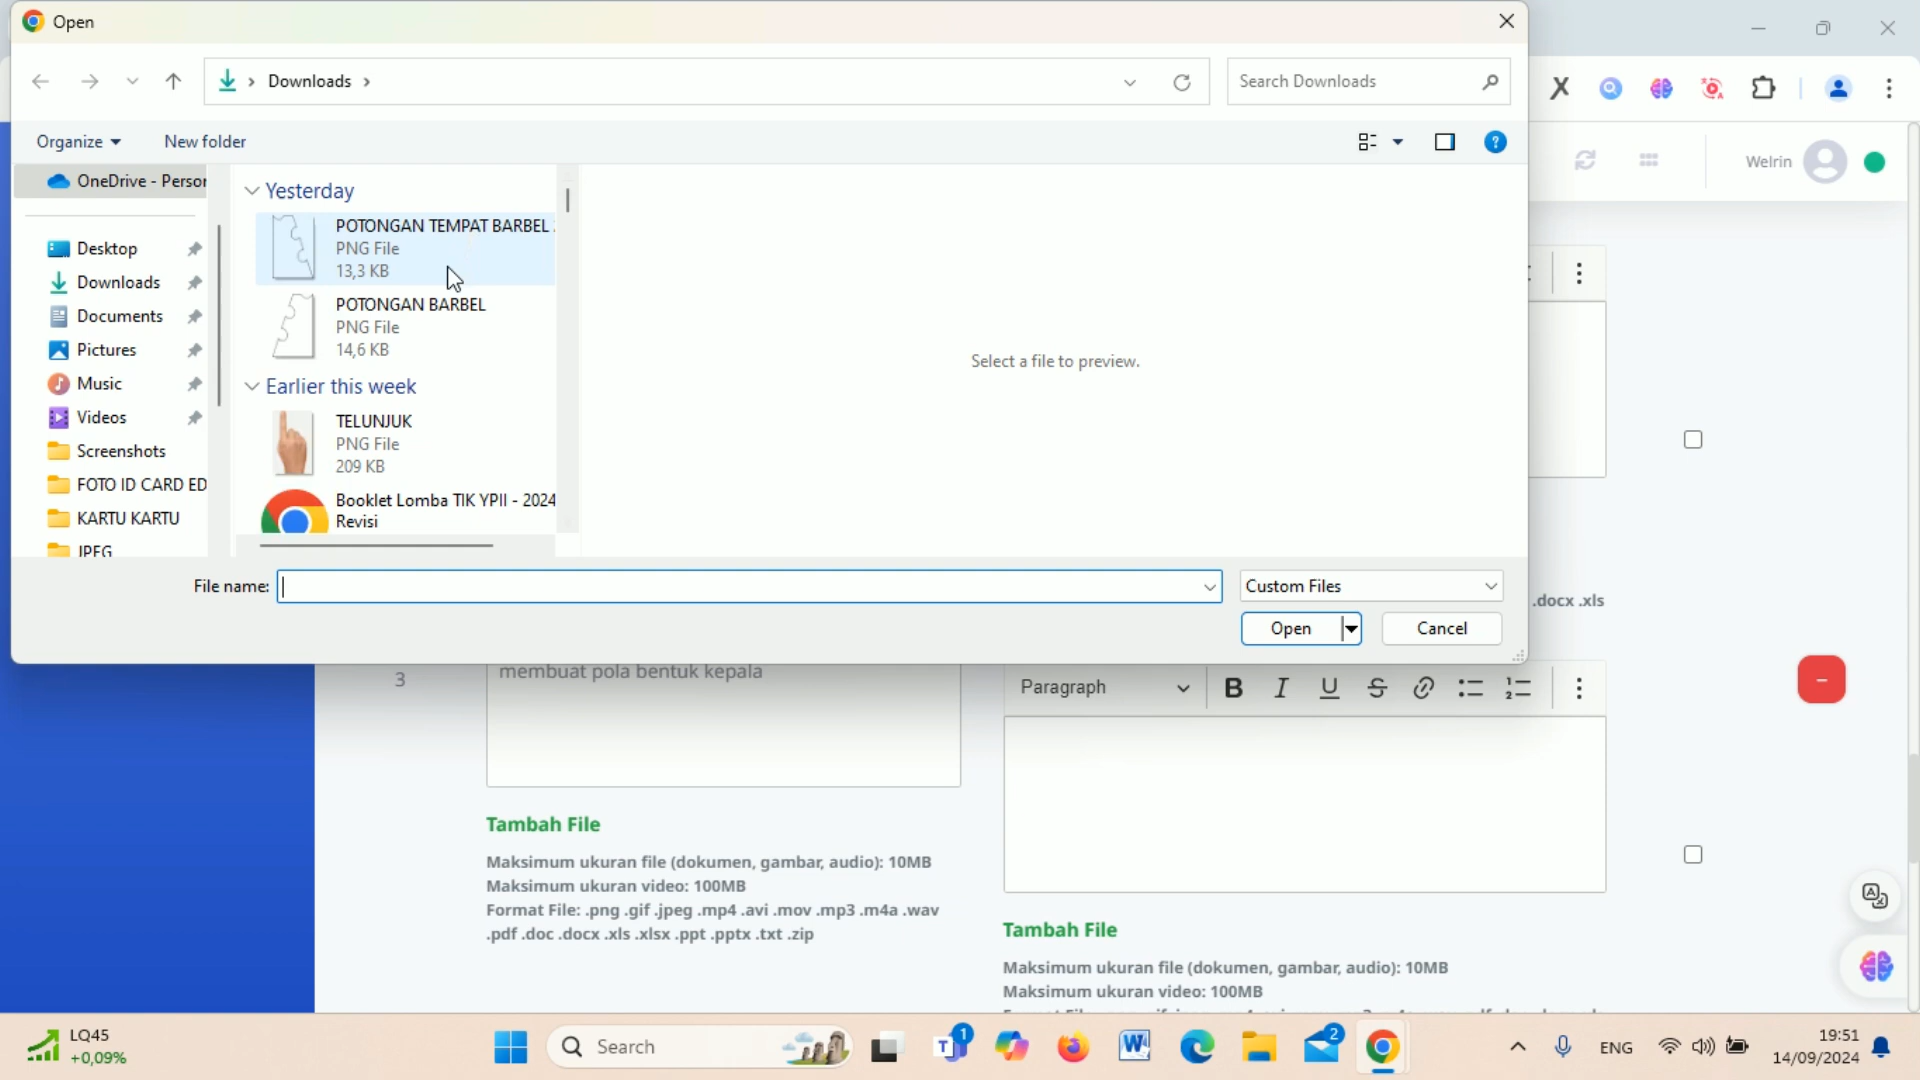 Open
Downloads
Search Downloads
Organize
New folder
OneDrive - Persor
Desktop
Downloads
Documents
Pictures
Music
Videos
Screenshots
FOTO ID CARD ED
KARTU KARTU
JPEG
Yesterday
POTONGAN TEMPAT BARBEL
PNG File
13,3 KB
POTONGAN BARBEL
PNG File
14,6 KB
Earlier this week
TELUNJUK
PNG File
209 KB
Booklet Lomba TIK YPII - 2024
Revisi
Select a file to preview.
File name:
Custom Files
Open
Cancel
Welrin
.docx .xls
3
membuat pola bentuk kepala
Tambah File
Maksimum ukuran file (dokumen, gambar, audio): 10MB
Maksimum ukuran video: 100MB
Format File: .png .gif .jpeg .mp4 .avi .mov .mp3 .m4a .wav
.pdf .doc .docx .xls .xlsx .ppt .pptx .txt .zip
Paragraph
B I U S
Tambah File
Maksimum ukuran file (dokumen, gambar, audio): 10MB
Maksimum ukuran video: 100MB
LQ45
+0,09%
Search
1
2
ENG
19:51
14/09/2024